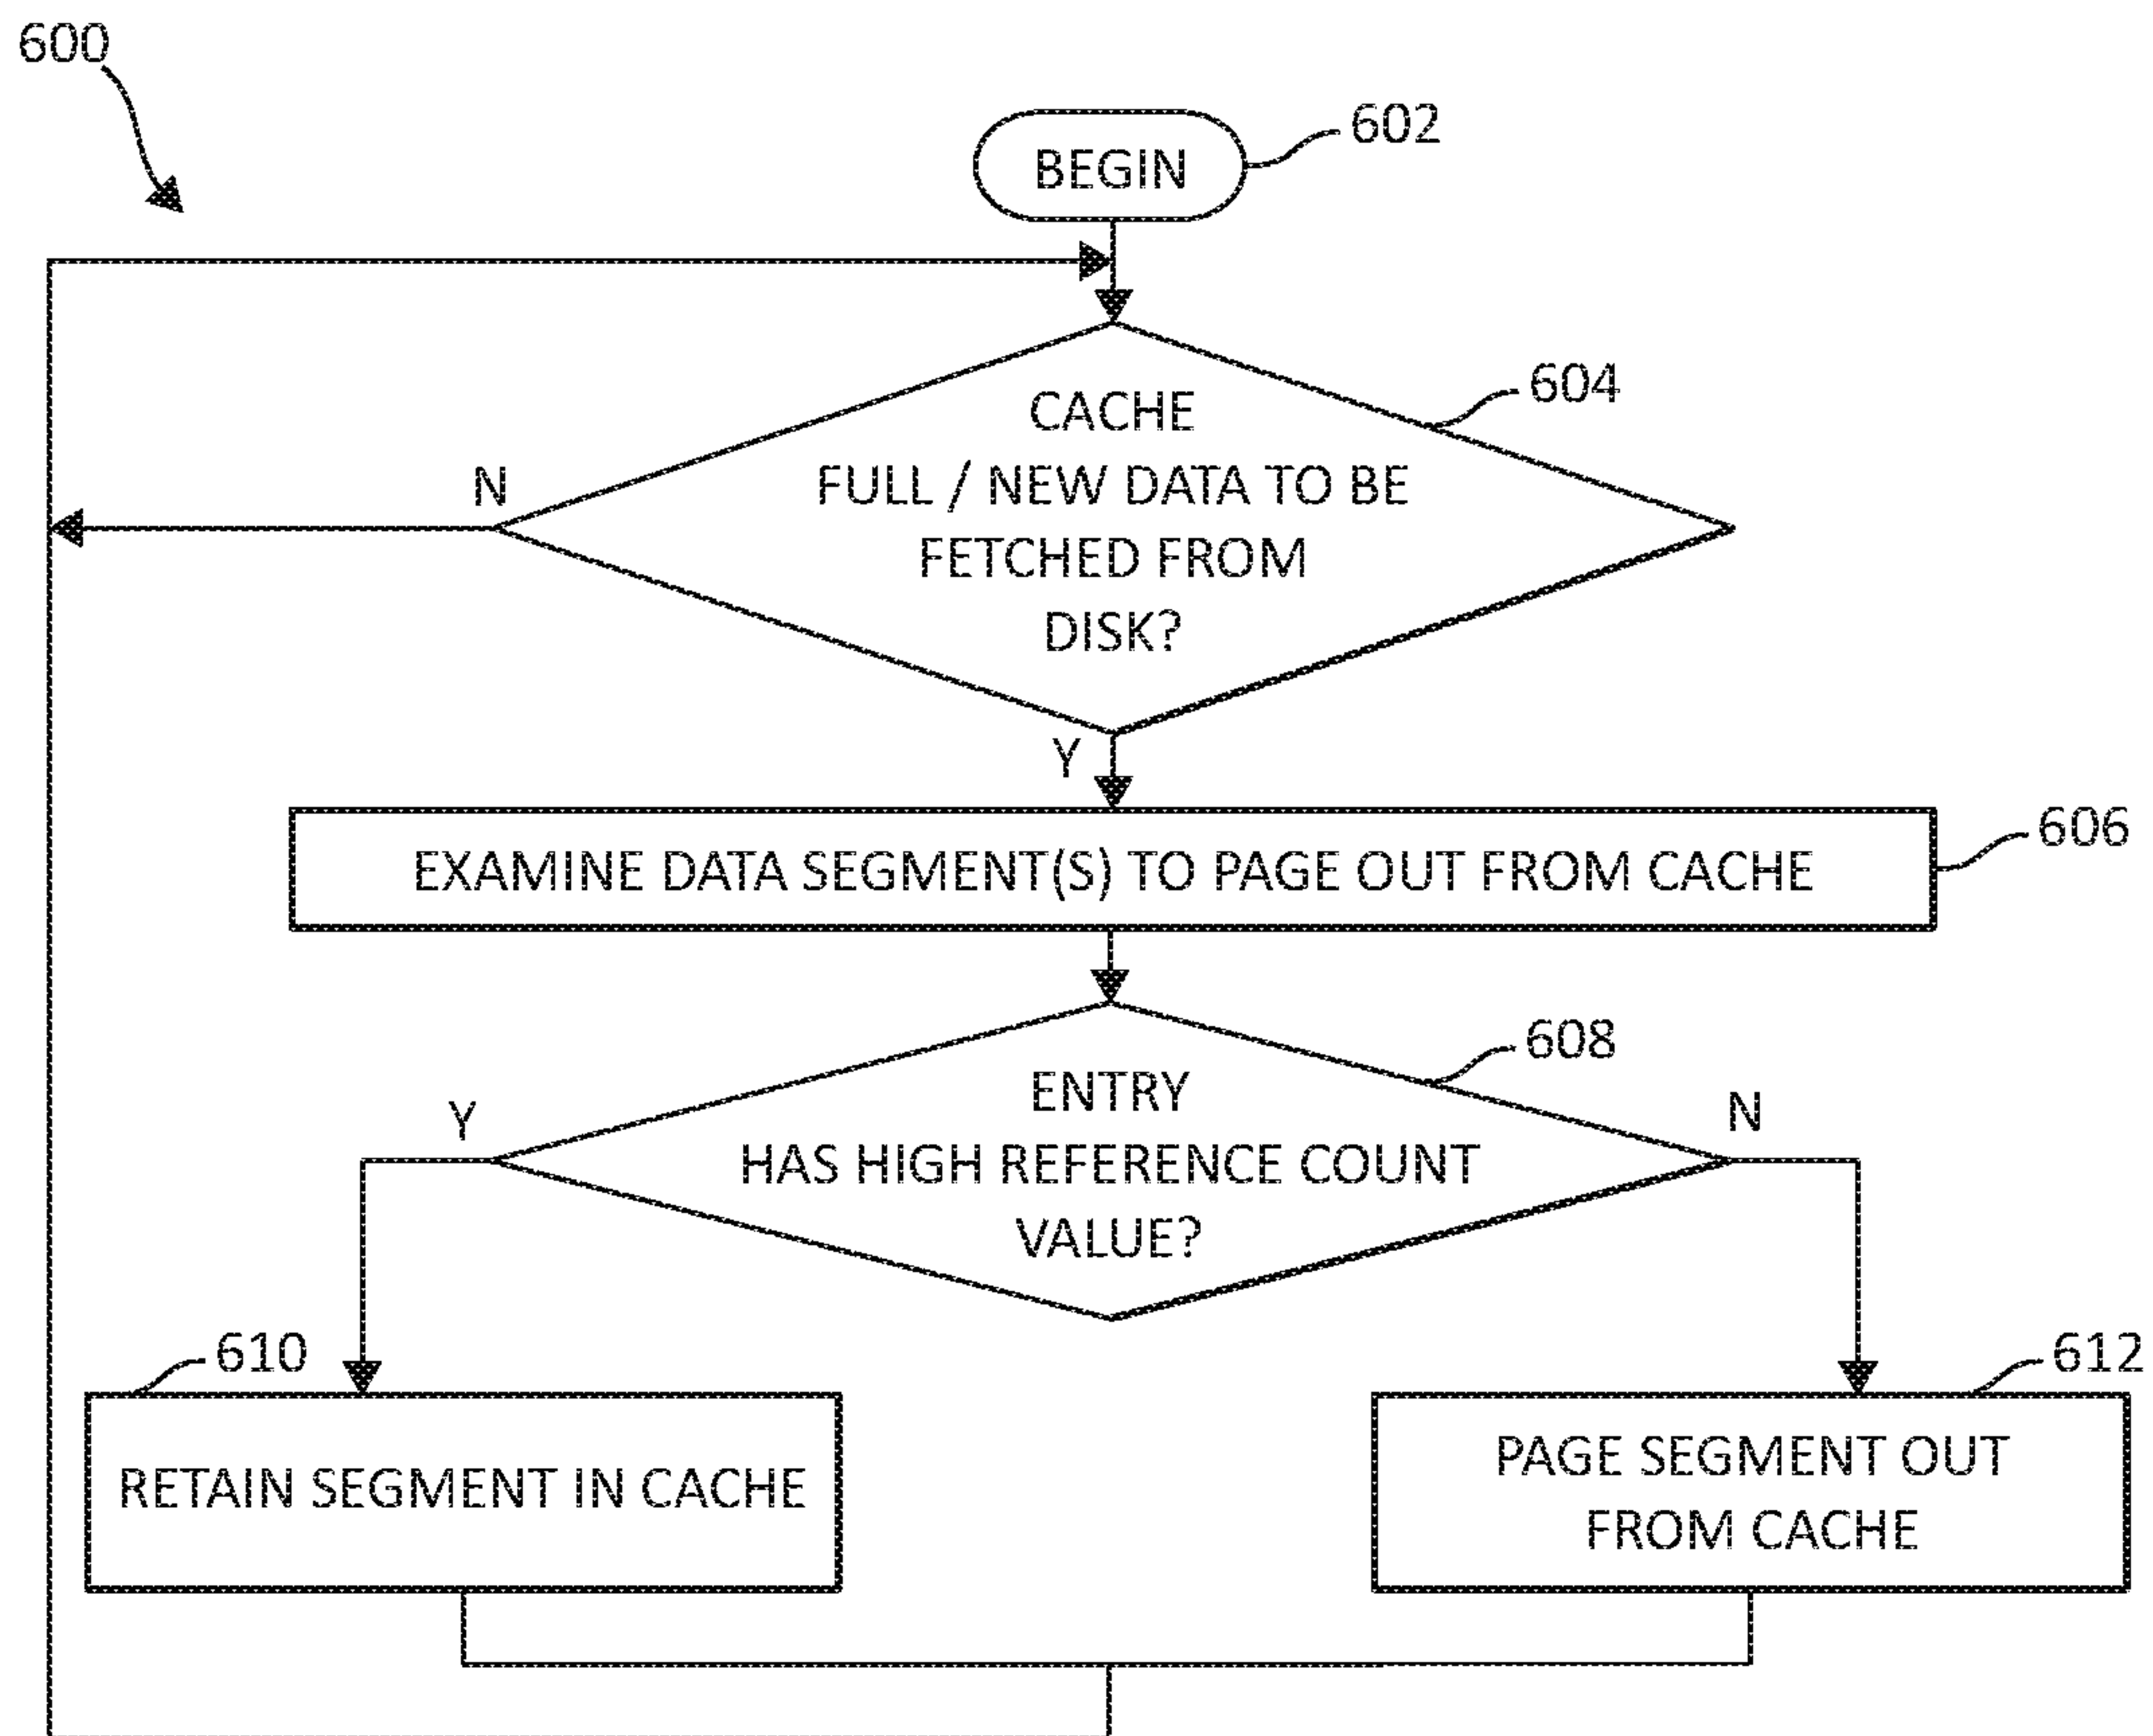 600
BEGIN
602
604
CACHE
FULL / NEW DATA TO BE
FETCHED FROM
DISK?
N
Y
606
EXAMINE DATA SEGMENT(S) TO PAGE OUT FROM CACHE
608
ENTRY
HAS HIGH REFERENCE COUNT
VALUE?
Y
N
610
RETAIN SEGMENT IN CACHE
612
PAGE SEGMENT OUT
FROM CACHE